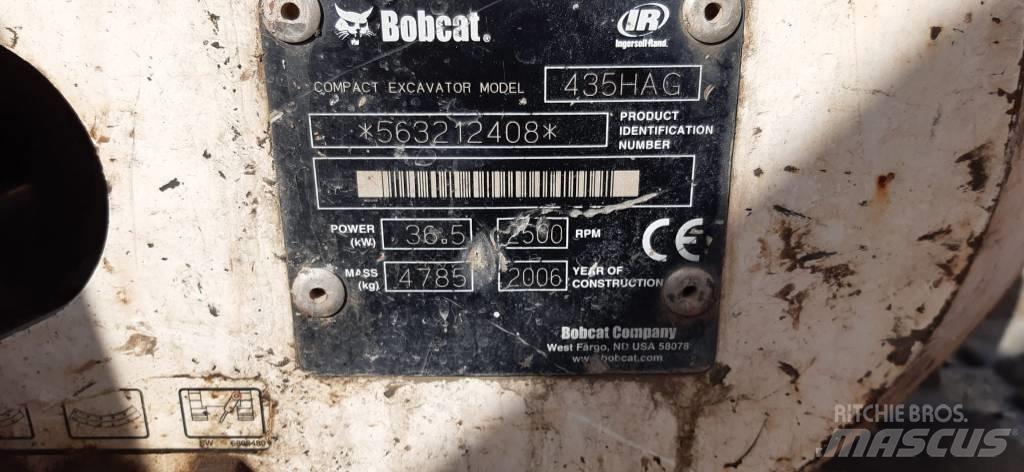 Bobcat®
IR
Ingersoll-Rand.
COMPACT EXCAVATOR MODEL 435HAG
*563212408* PRODUCT IDENTIFICATION NUMBER
POWER (kW) 36.5 2500 RPM
MASS (kg) 4785 2006 YEAR OF CONSTRUCTION
CE
Bobcat Company
West Fargo, ND USA 58078
www.bobcat.com
RITCHIE BROS.
MASCUS